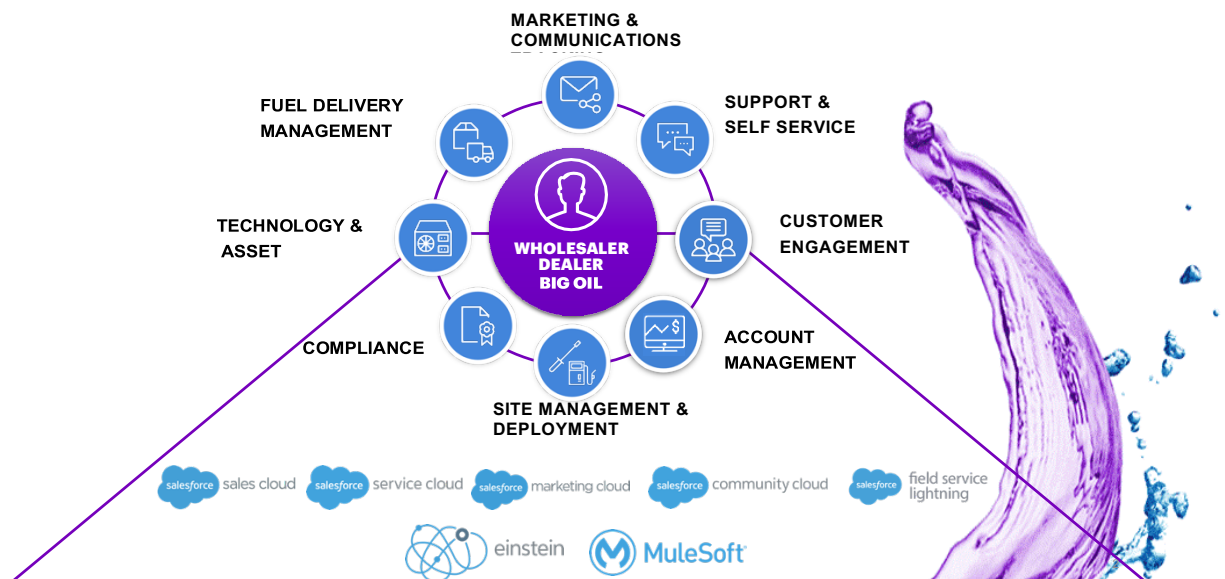 MARKETING &
COMMUNICATIONS
FUEL DELIVERY
MANAGEMENT
SUPPORT &
SELF SERVICE
TECHNOLOGY &
ASSET
WHOLESALER
DEALER
BIG OIL
CUSTOMER
ENGAGEMENT
COMPLIANCE
ACCOUNT
MANAGEMENT
SITE MANAGEMENT &
DEPLOYMENT
salesforce sales cloud
salesforce service cloud
salesforce marketing cloud
salesforce community cloud
salesforce field service
lightning
einstein
MuleSoft